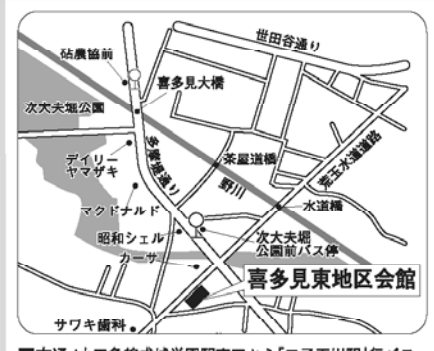 世田谷通り
砧農協前
喜多見大橋
次大夫堀公園
多摩堤通り
デイリー
ヤマザキ
茶屋道橋
荒玉水道道路
野川
マクドナルド
水道橋
昭和シェル
次大夫堀
公園前バス停
カーサ
喜多見東地区会館
サワキ歯科